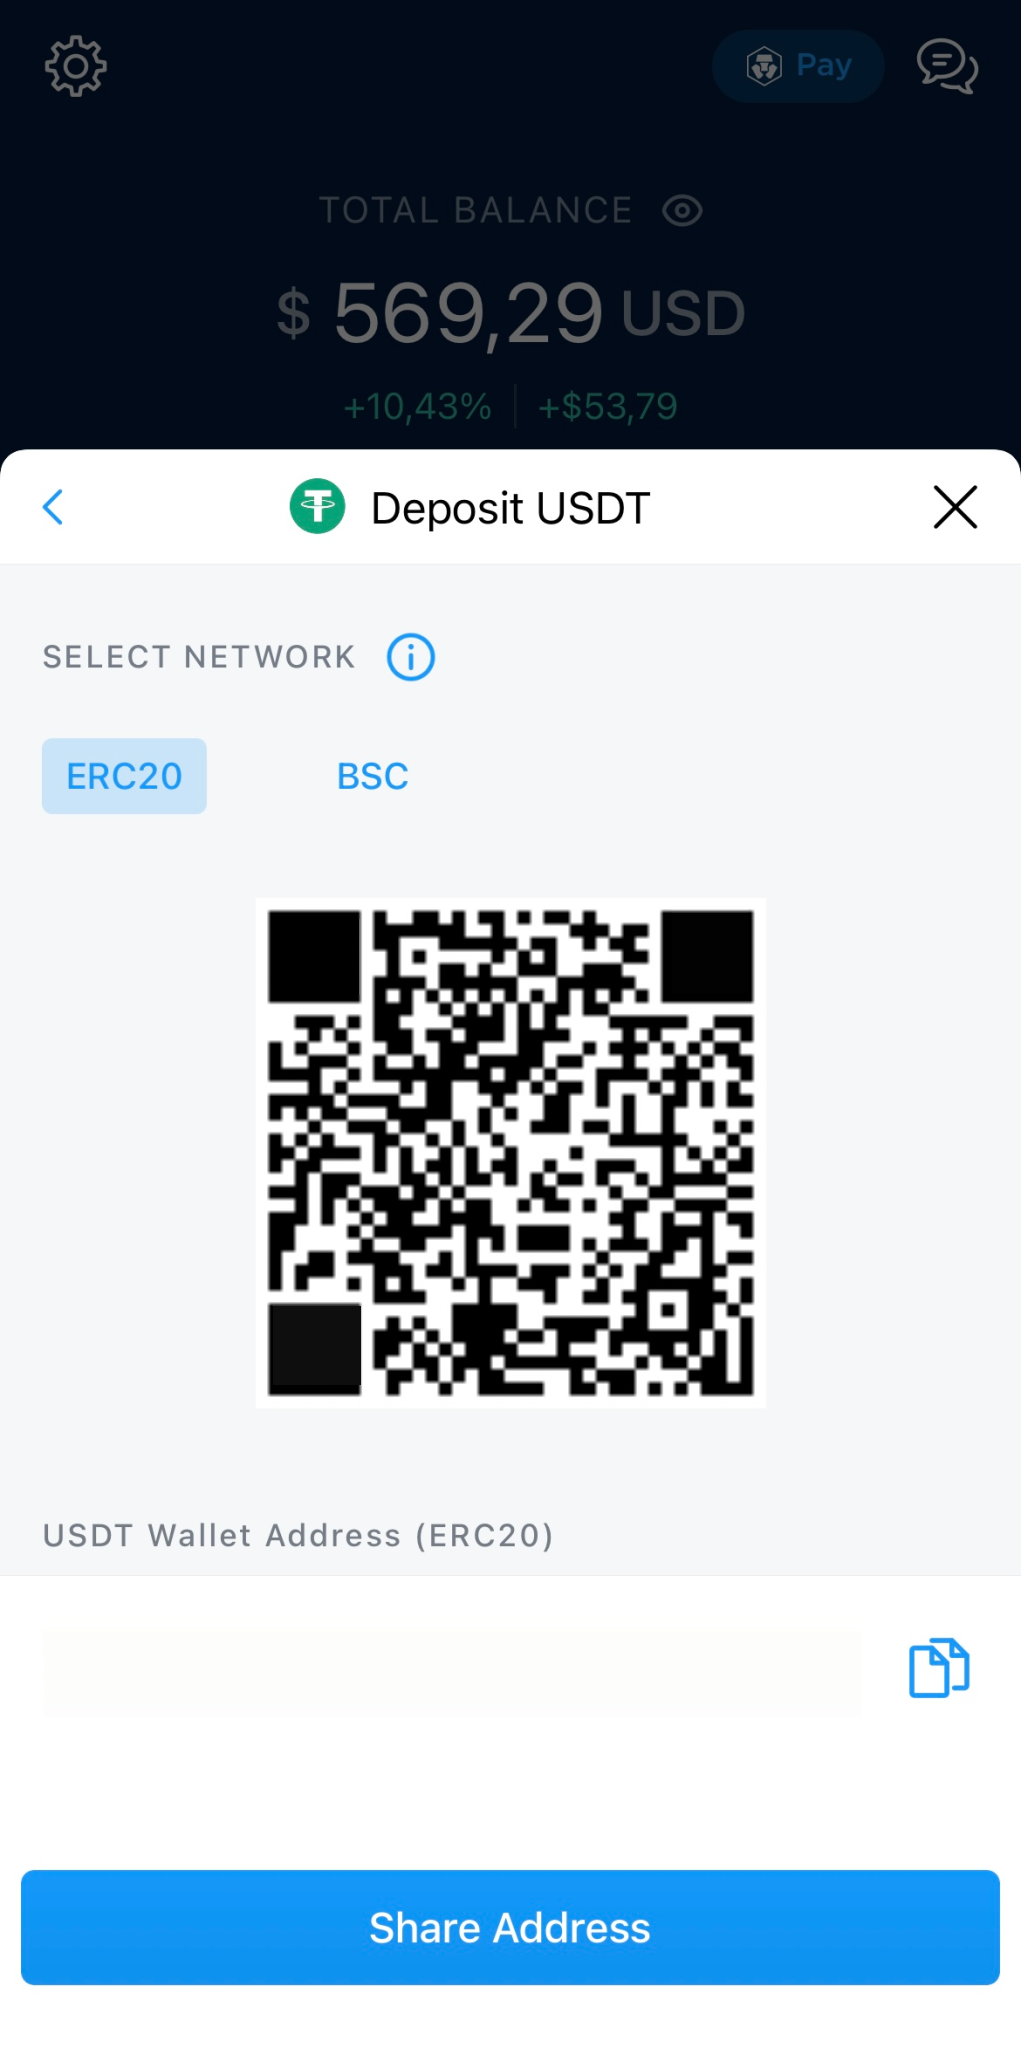 Pay
TOTAL BALANCE
$ 569,29 USD
+10,43% +$53,79
Deposit USDT
SELECT NETWORK
ERC20 BSC
USDT Wallet Address (ERC20)
Share Address